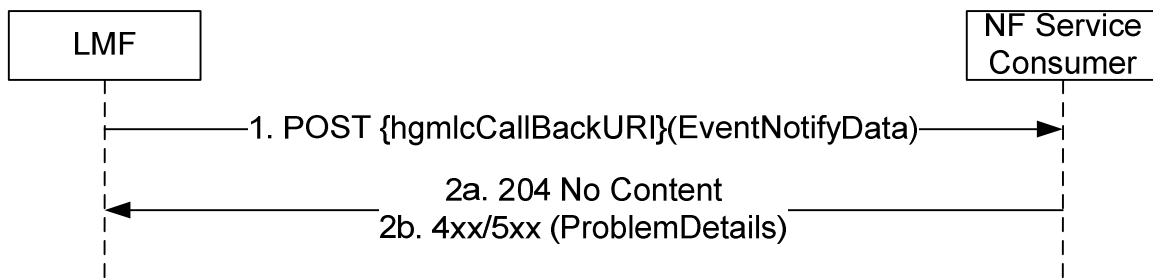 LMF
NF Service
Consumer
1. POST {hgmlcCallBackURI}(EventNotifyData)
2a. 204 No Content
2b. 4xx/5xx (ProblemDetails)